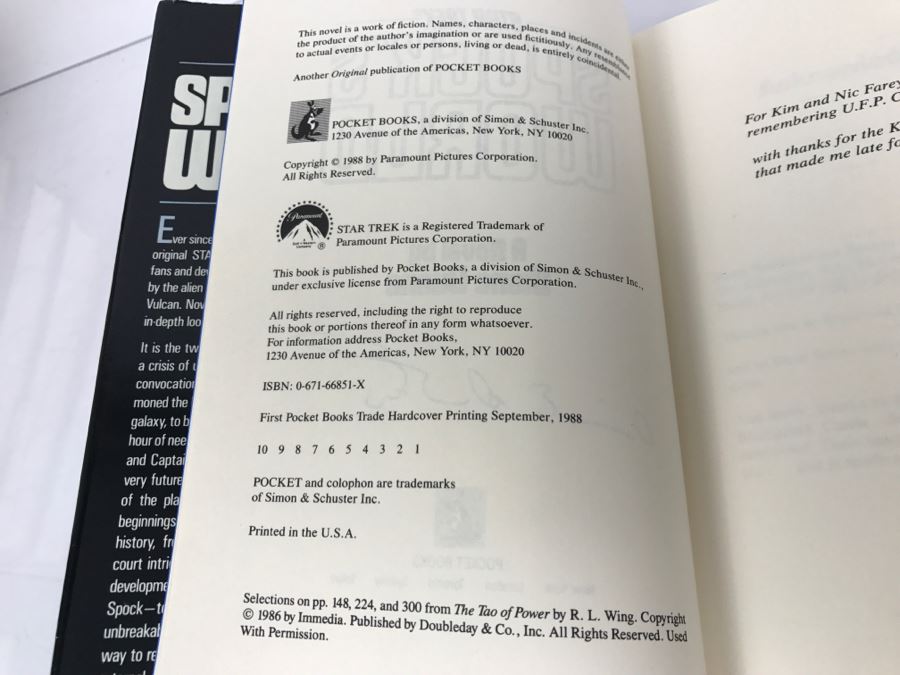 SP
W
Ever since
original STA
fans and dev
by the alien
Vulcan. Nov
in-depth loo
It is the tw
a crisis of u
convocation
moned the
galaxy, to b
hour of nee
and Captai
very future
of the pla
beginnings
history, fr
court intri
developme
Spock—t
unbreakab
way to re
This novel is a work of fiction. Names, characters, places and incidents are either
the product of the author's imagination or are used fictitiously. Any resemblance
to actual events or locales or persons, living or dead, is entirely coincidental.
Another Original publication of POCKET BOOKS
POCKET BOOKS, a division of Simon & Schuster Inc.
1230 Avenue of the Americas, New York, NY 10020
Copyright © 1988 by Paramount Pictures Corporation.
All Rights Reserved.
Paramount
A Gulf + Western Company
®
STAR TREK is a Registered Trademark of
Paramount Pictures Corporation.
This book is published by Pocket Books, a division of Simon & Schuster Inc.,
under exclusive license from Paramount Pictures Corporation.
All rights reserved, including the right to reproduce
this book or portions thereof in any form whatsoever.
For information address Pocket Books,
1230 Avenue of the Americas, New York, NY 10020
ISBN: 0-671-66851-X
First Pocket Books Trade Hardcover Printing September, 1988
10 9 8 7 6 5 4 3 2 1
POCKET and colophon are trademarks
of Simon & Schuster Inc.
Printed in the U.S.A.
Selections on pp. 148, 224, and 300 from The Tao of Power by R. L. Wing. Copyright
© 1986 by Immedia. Published by Doubleday & Co., Inc. All Rights Reserved. Used
With Permission.
For Kim and Nic Farey
remembering U.F.P. C
with thanks for the K
that made me late fo